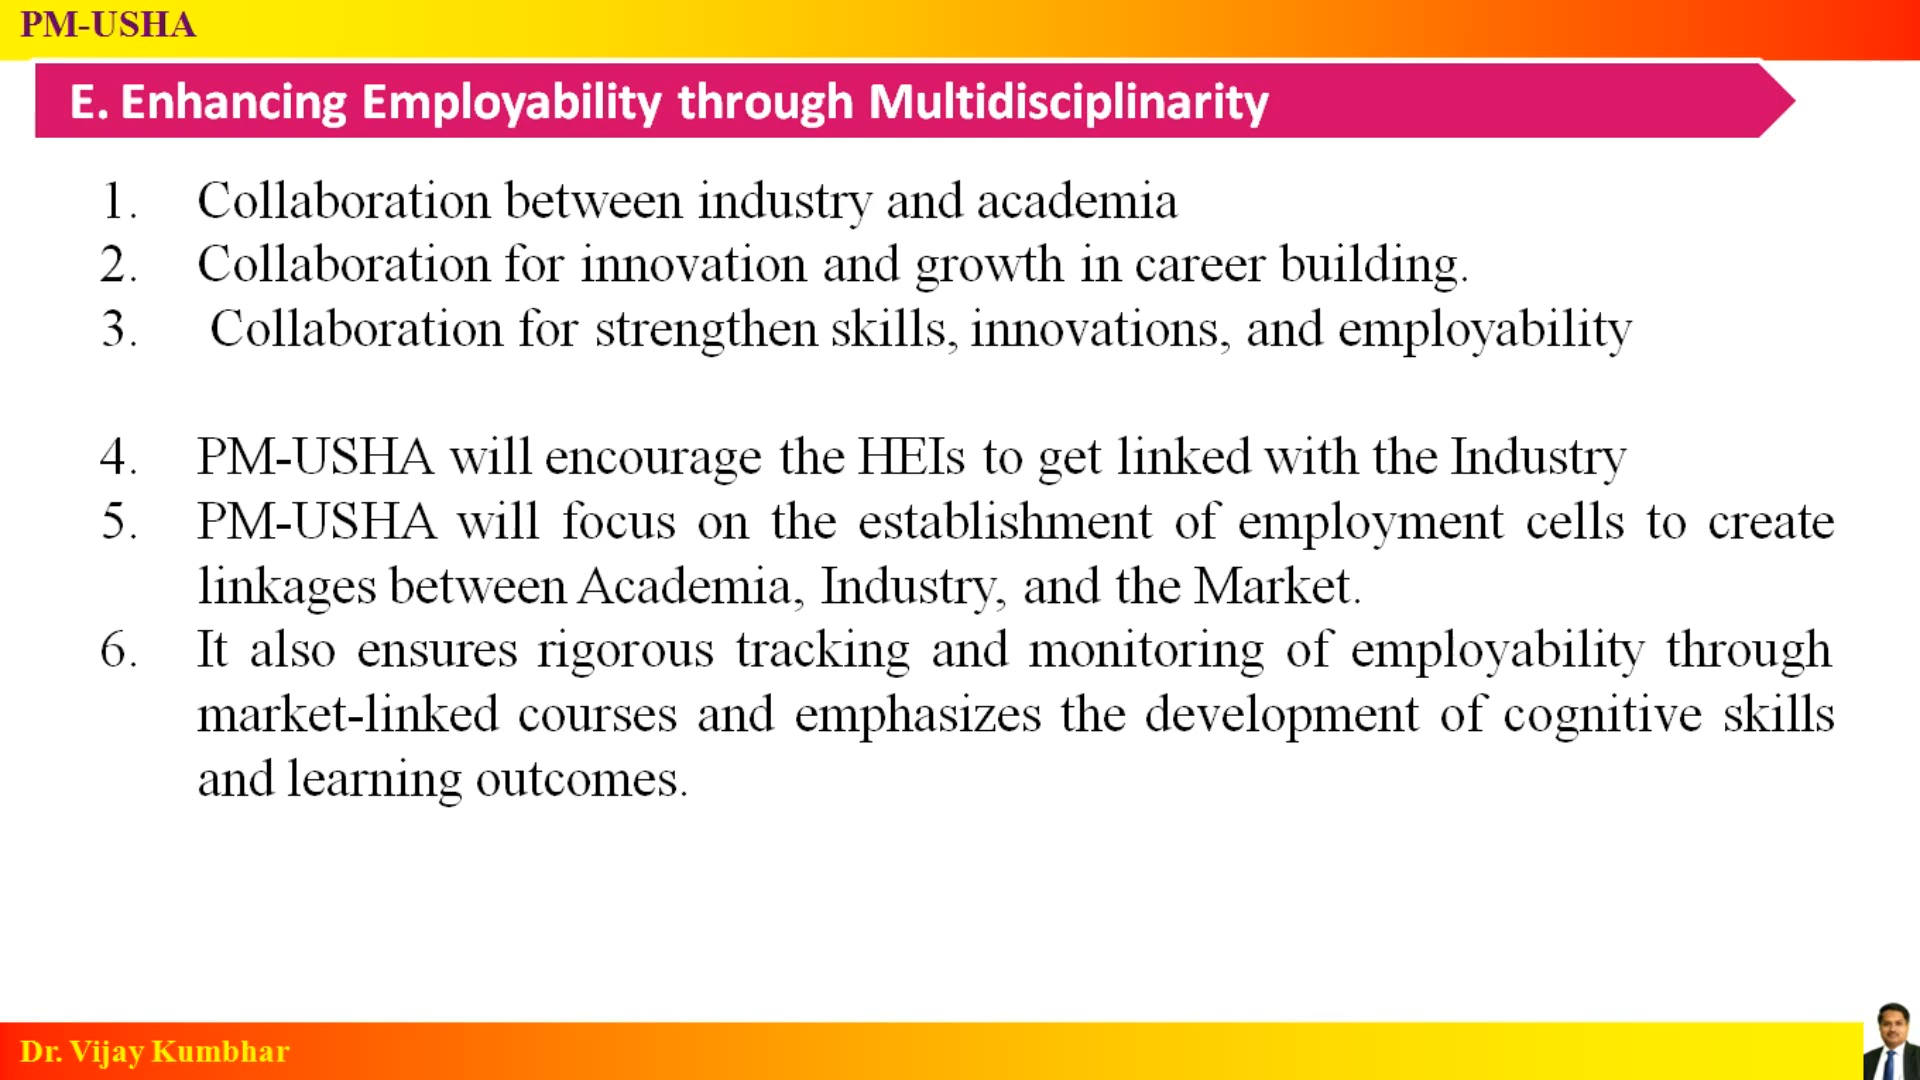 PM-USHA
E. Enhancing Employability through Multidisciplinarity
1. Collaboration between industry and academia
2. Collaboration for innovation and growth in career building.
3. Collaboration for strengthen skills, innovations, and employability
4. PM-USHA will encourage the HEIs to get linked with the Industry
5. PM-USHA will focus on the establishment of employment cells to create
linkages between Academia, Industry, and the Market.
6. It also ensures rigorous tracking and monitoring of employability through
market-linked courses and emphasizes the development of cognitive skills
and learning outcomes.
Dr. Vijay Kumbhar